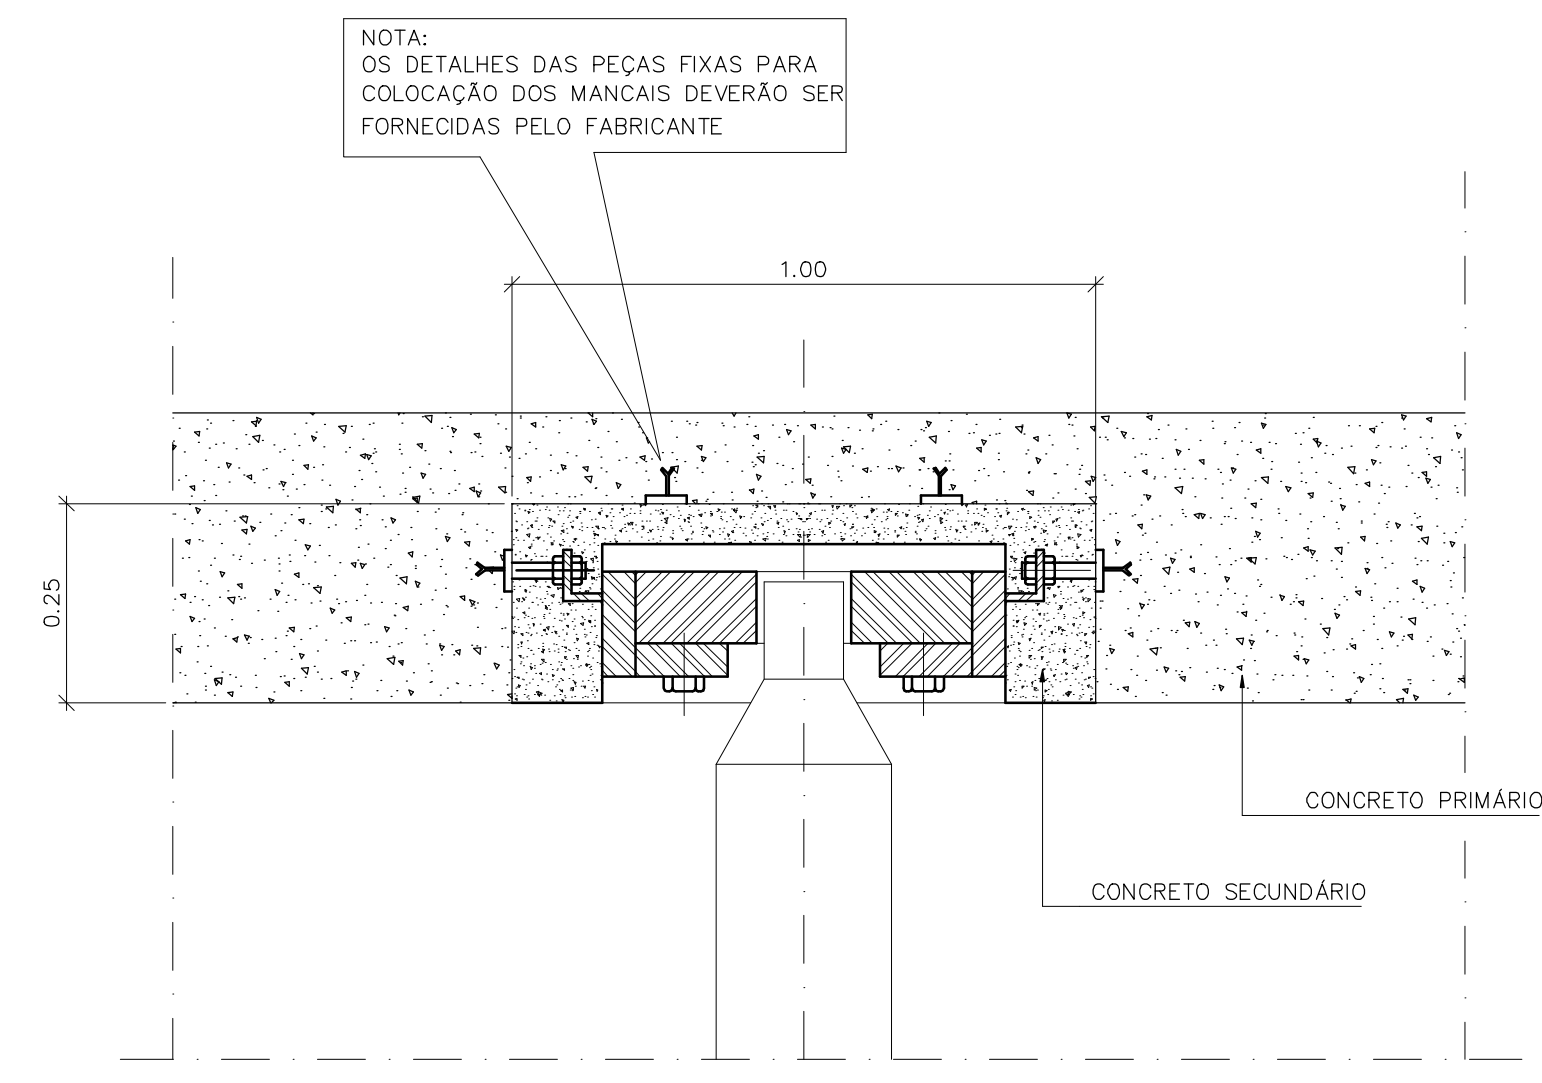 NOTA:
OS DETALHES DAS PEÇAS FIXAS PARA
COLOCAÇÃO DOS MANCAIS DEVERÃO SER
FORNECIDAS PELO FABRICANTE
1.00
0.25
CONCRETO PRIMÁRIO
CONCRETO SECUNDÁRIO